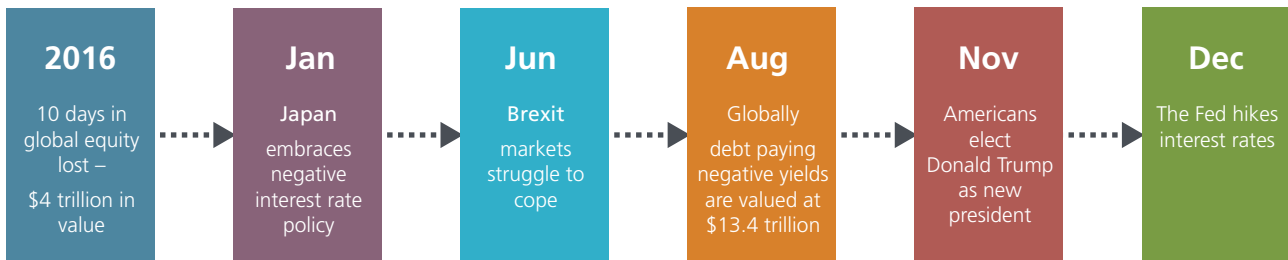 2016
10 days in
global equity
lost –
$4 trillion in
value
Jan
Japan
embraces
negative
interest rate
policy
Jun
Brexit
markets
struggle to
cope
Aug
Globally
debt paying
negative yields
are valued at
$13.4 trillion
Nov
Americans
elect
Donald Trump
as new
president
Dec
The Fed hikes
interest rates